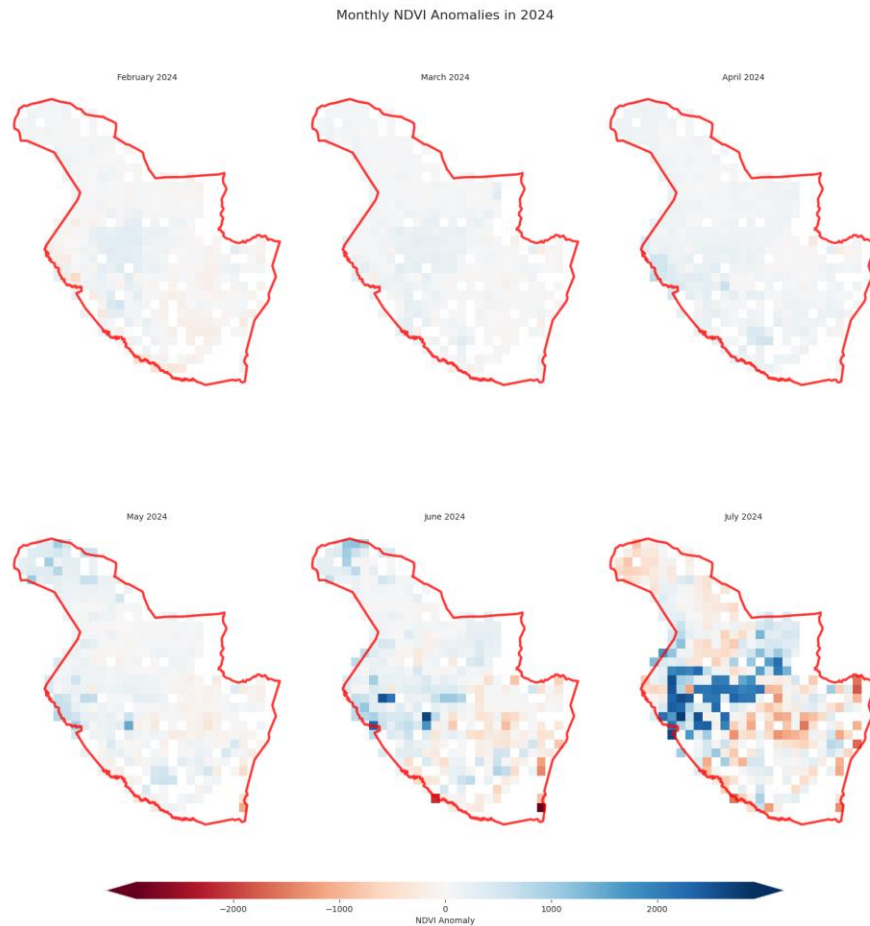 Monthly NDVI Anomalies in 2024
February 2024
March 2024
April 2024
May 2024
June 2024
July 2024
−2000
−1000
0
1000
2000
NDVI Anomaly